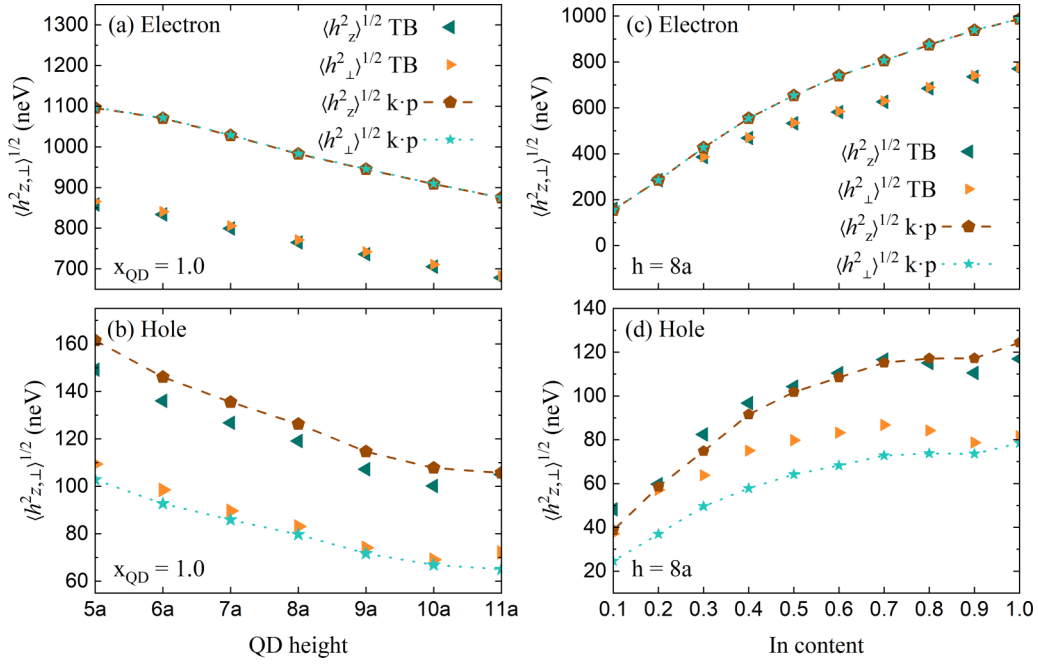 (a) Electron
⟨h²z⟩^1/2 TB
⟨h²⊥⟩^1/2 TB
⟨h²z⟩^1/2 k·p
⟨h²⊥⟩^1/2 k·p
xQD = 1.0
1300
1200
1100
1000
900
800
700
⟨h²z,⊥⟩^1/2 (neV)
(c) Electron
⟨h²z⟩^1/2 TB
⟨h²⊥⟩^1/2 TB
⟨h²z⟩^1/2 k·p
⟨h²⊥⟩^1/2 k·p
h = 8a
1000
800
600
400
200
0
⟨h²z,⊥⟩^1/2 (neV)
(b) Hole
xQD = 1.0
160
140
120
100
80
60
⟨h²z,⊥⟩^1/2 (neV)
5a 6a 7a 8a 9a 10a 11a
QD height
(d) Hole
h = 8a
140
120
100
80
60
40
20
⟨h²z,⊥⟩^1/2 (neV)
0.1 0.2 0.3 0.4 0.5 0.6 0.7 0.8 0.9 1.0
In content